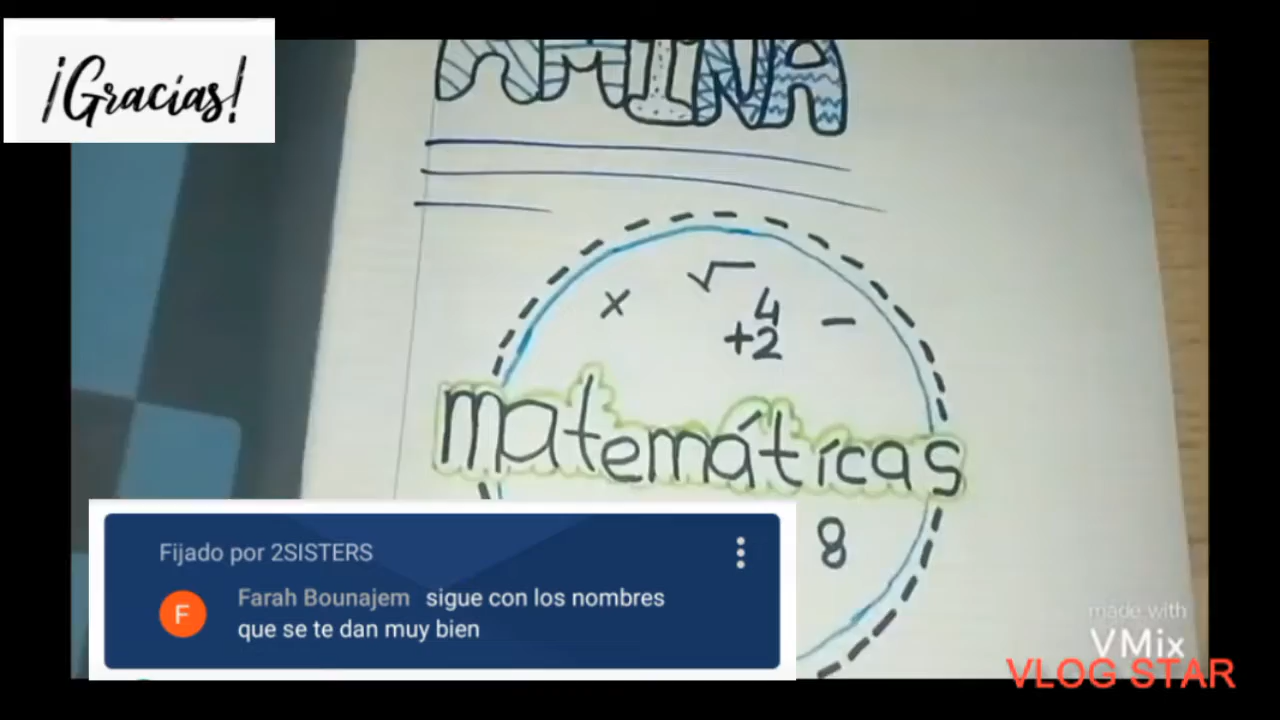 ¡Gracias!
AMINA
×
√
4
+2
−
matemáticas
8
Fijado por 2SISTERS
F
Farah Bounajem sigue con los nombres
que se te dan muy bien
made with
VMix
VLOG STAR